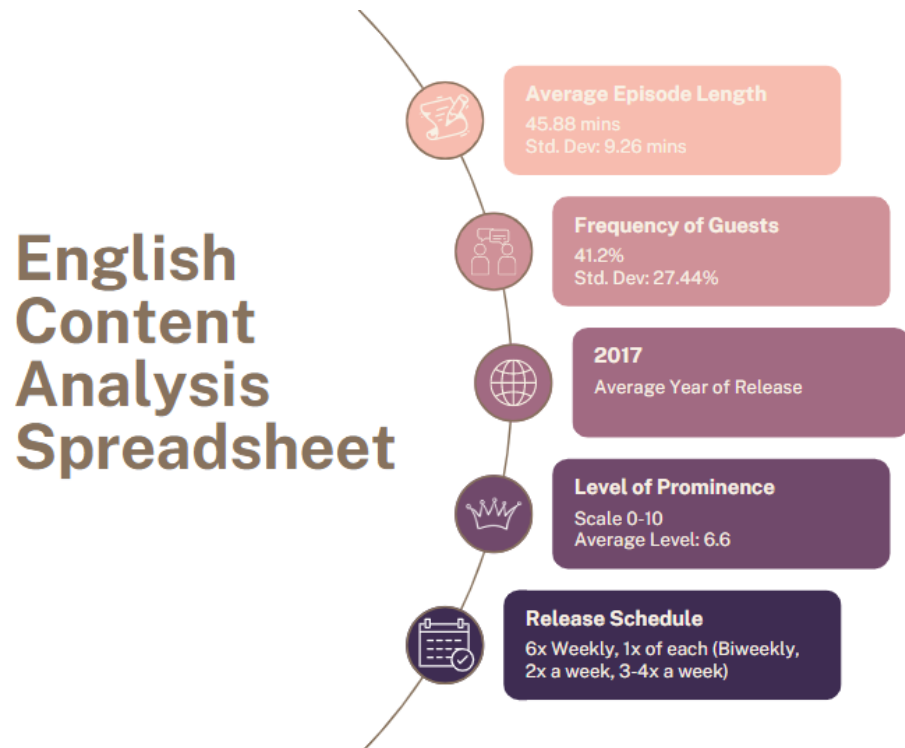 English
Content
Analysis
Spreadsheet
Average Episode Length
45.88 mins
Std. Dev: 9.26 mins
Frequency of Guests
41.2%
Std. Dev: 27.44%
2017
Average Year of Release
Level of Prominence
Scale 0-10
Average Level: 6.6
Release Schedule
6x Weekly, 1x of each (Biweekly,
2x a week, 3-4x a week)